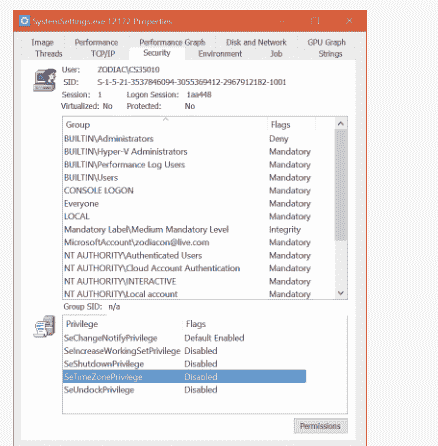 SystemSettings.exe:12172 Properties
Image Performance Performance Graph Disk and Network GPU Graph
Threads TCP/IP Security Environment Job Strings
User: ZODIAC\CS35010
SID: S-1-5-21-3537846094-3055369412-2967912182-1001
Session: 1 Logon Session: 1aa448
Virtualized: No Protected: No
Group Flags
BUILTIN\Administrators Deny
BUILTIN\Hyper-V Administrators Mandatory
BUILTIN\Performance Log Users Mandatory
BUILTIN\Users Mandatory
CONSOLE LOGON Mandatory
Everyone Mandatory
LOCAL Mandatory
Mandatory Label\Medium Mandatory Level Integrity
MicrosoftAccount\zodiacon@live.com Mandatory
NT AUTHORITY\Authenticated Users Mandatory
NT AUTHORITY\Cloud Account Authentication Mandatory
NT AUTHORITY\INTERACTIVE Mandatory
NT AUTHORITY\Local account Mandatory
Group SID: n/a
Privilege Flags
SeChangeNotifyPrivilege Default Enabled
SeIncreaseWorkingSetPrivilege Disabled
SeShutdownPrivilege Disabled
SeTimeZonePrivilege Disabled
SeUndockPrivilege Disabled
Permissions